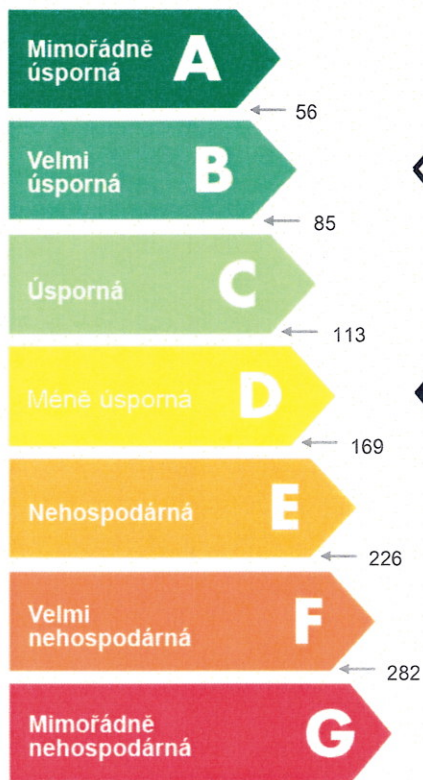 Mimořádně
úsporná
A
56
Velmi
úsporná
B
85
Úsporná
C
113
Méně úsporná
D
169
Nehospodárná
E
226
Velmi
nehospodárná
F
282
Mimořádně
nehospodárná
G